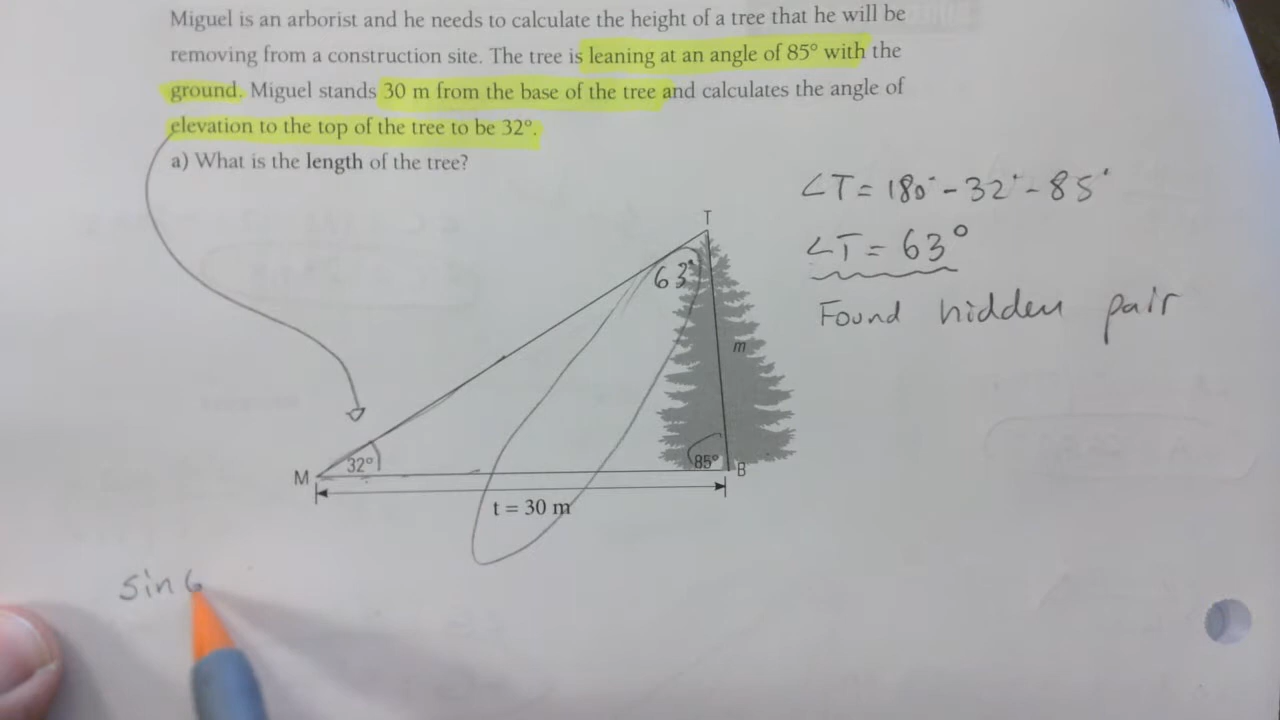 Miguel is an arborist and he needs to calculate the height of a tree that he will be
removing from a construction site. The tree is leaning at an angle of 85° with the
ground. Miguel stands 30 m from the base of the tree and calculates the angle of
elevation to the top of the tree to be 32°.
a) What is the length of the tree?
∠T = 180° - 32° - 85°
∠T = 63°
Found hidden pair
T
63°
m
M
32°
85°
B
t = 30 m
sin 6